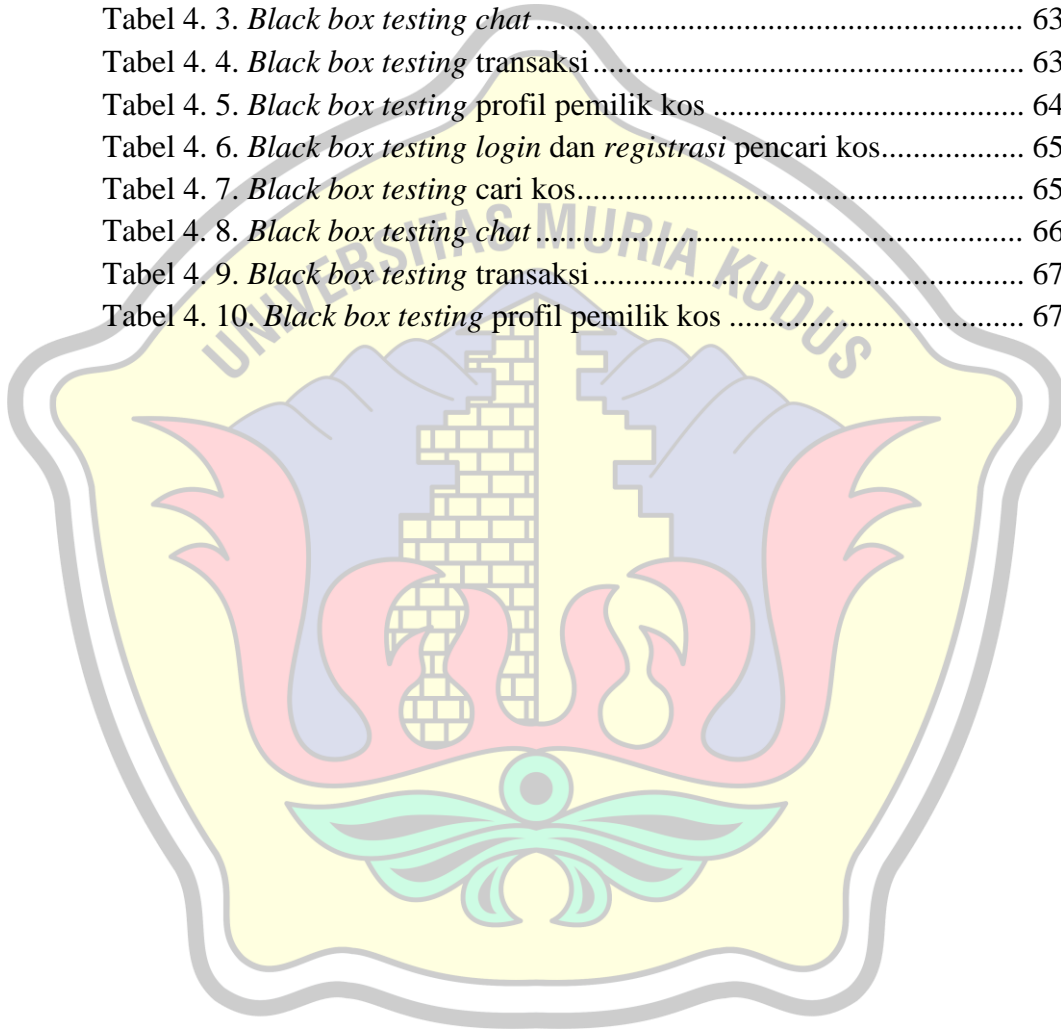 Tabel 4. 3. Black box testing chat ........................................................... 63
Tabel 4. 4. Black box testing transaksi .................................................... 63
Tabel 4. 5. Black box testing profil pemilik kos ...................................... 64
Tabel 4. 6. Black box testing login dan registrasi pencari kos ................. 65
Tabel 4. 7. Black box testing cari kos ...................................................... 65
Tabel 4. 8. Black box testing chat ........................................................... 66
Tabel 4. 9. Black box testing transaksi .................................................... 67
Tabel 4. 10. Black box testing profil pemilik kos .................................... 67
UNIVERSITAS MURIA KUDUS